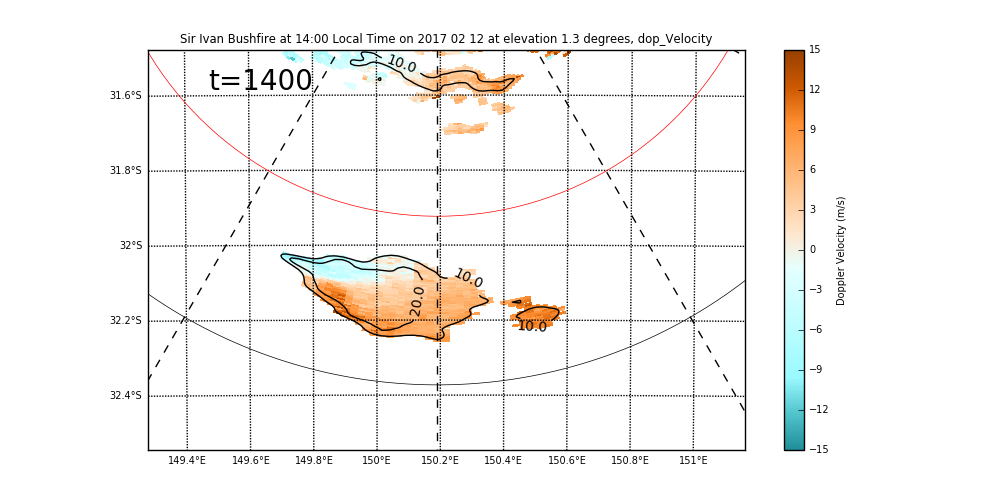 Sir Ivan Bushfire at 14:00 Local Time on 2017 02 12 at elevation 1.3 degrees, dop_Velocity
t=1400
10.0
31.6°S
31.8°S
32°S
32.2°S
32.4°S
10.0
20.0
10.0
149.4°E 149.6°E 149.8°E 150°E 150.2°E 150.4°E 150.6°E 150.8°E 151°E
15
12
9
6
3
0
−3
−6
−9
−12
−15
Doppler Velocity (m/s)